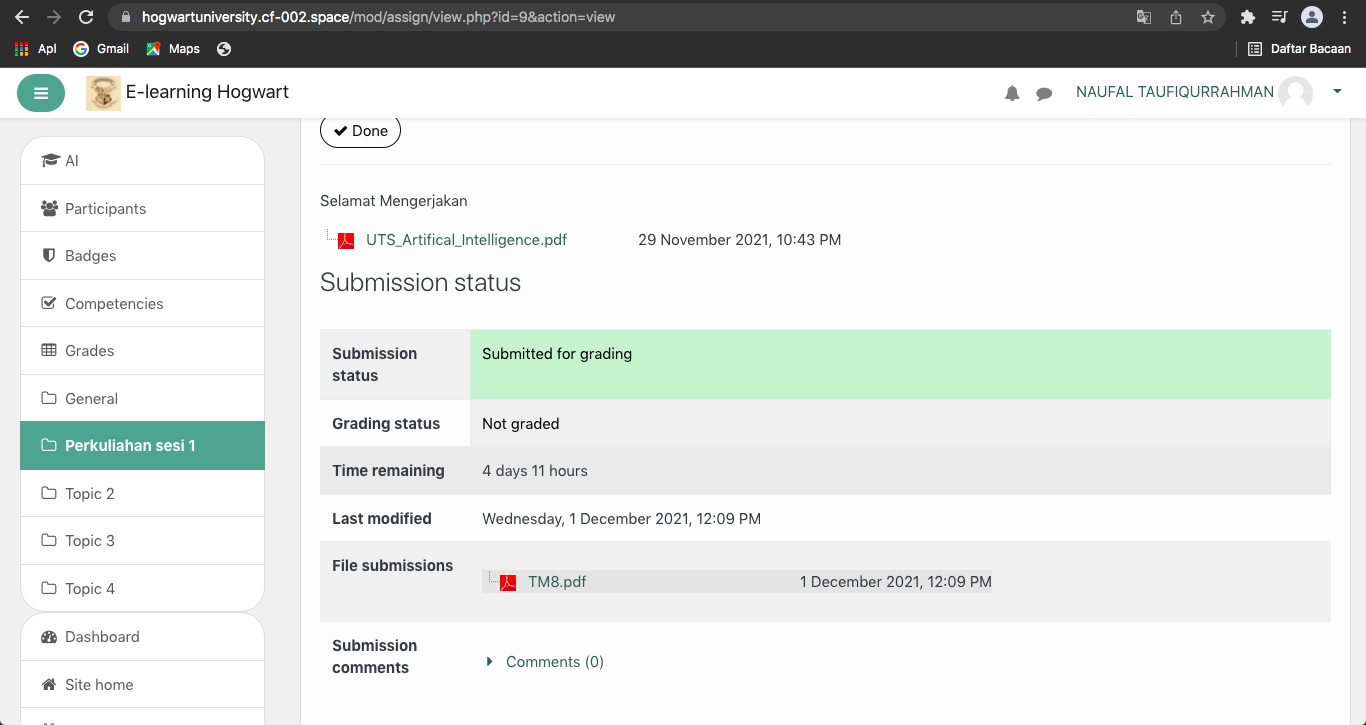 hogwartuniversity.cf-002.space/mod/assign/view.php?id=9&action=view
Apl Gmail Maps Daftar Bacaan
E-learning Hogwart NAUFAL TAUFIQURRAHMAN
AI
Participants
Badges
Competencies
Grades
General
Perkuliahan sesi 1
Topic 2
Topic 3
Topic 4
Dashboard
Site home
Done
Selamat Mengerjakan
UTS_Artifical_Intelligence.pdf 29 November 2021, 10:43 PM
Submission status
Submission status Submitted for grading
Grading status Not graded
Time remaining 4 days 11 hours
Last modified Wednesday, 1 December 2021, 12:09 PM
File submissions
TM8.pdf 1 December 2021, 12:09 PM
Submission comments Comments (0)